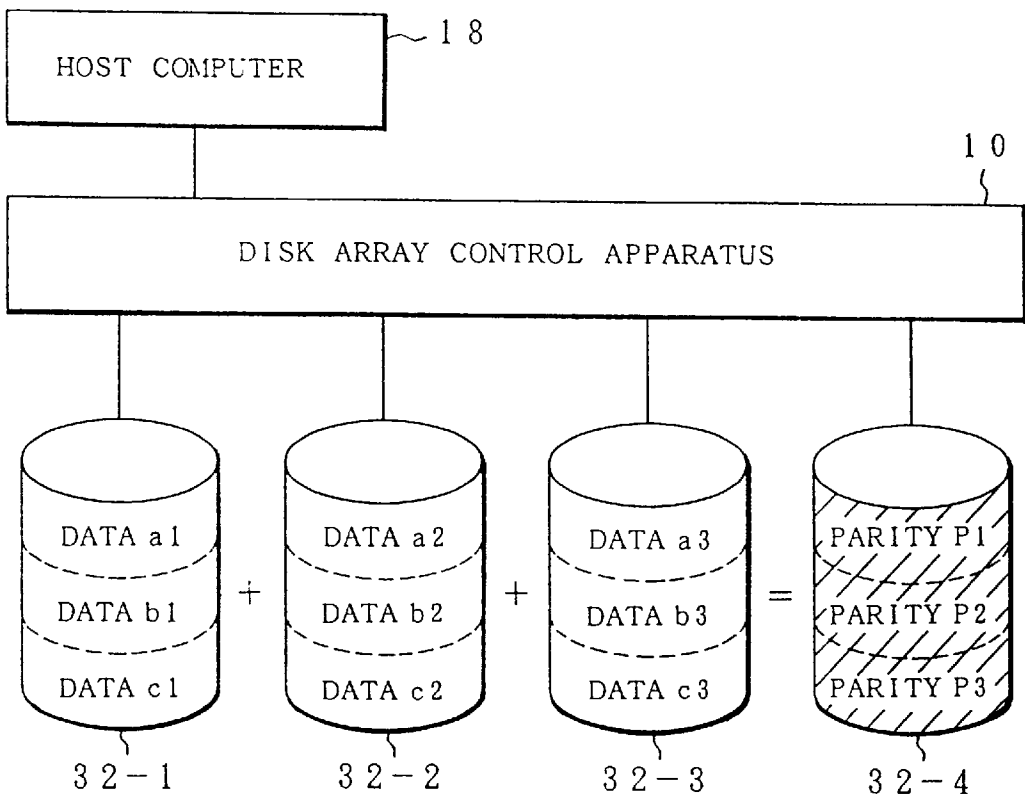 18
HOST COMPUTER
10
DISK ARRAY CONTROL APPARATUS
DATA a1 DATA a2 DATA a3 PARITY P1
DATA b1 + DATA b2 + DATA b3 = PARITY P2
DATA c1 DATA c2 DATA c3 PARITY P3
32-1 32-2 32-3 32-4